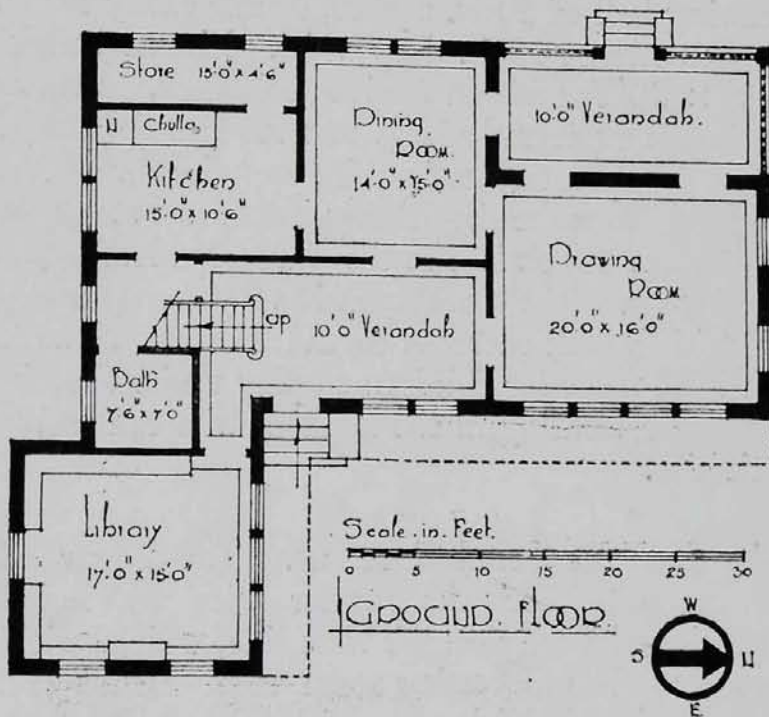 Store 15'0" x 4'6"
N Chulla
Kitchen
15'0" x 10'6"
Dining
Room
14'0" x 15'0"
10'0" Verandah.
Drawing
Room
20'0" x 16'0"
up
10'0" Verandah
Bath
7'6" x 7'0"
Library
17'0" x 15'0"
Scale. in. Feet.
0 5 10 15 20 25 30
GROUND. FLOOR.
W
S N
E